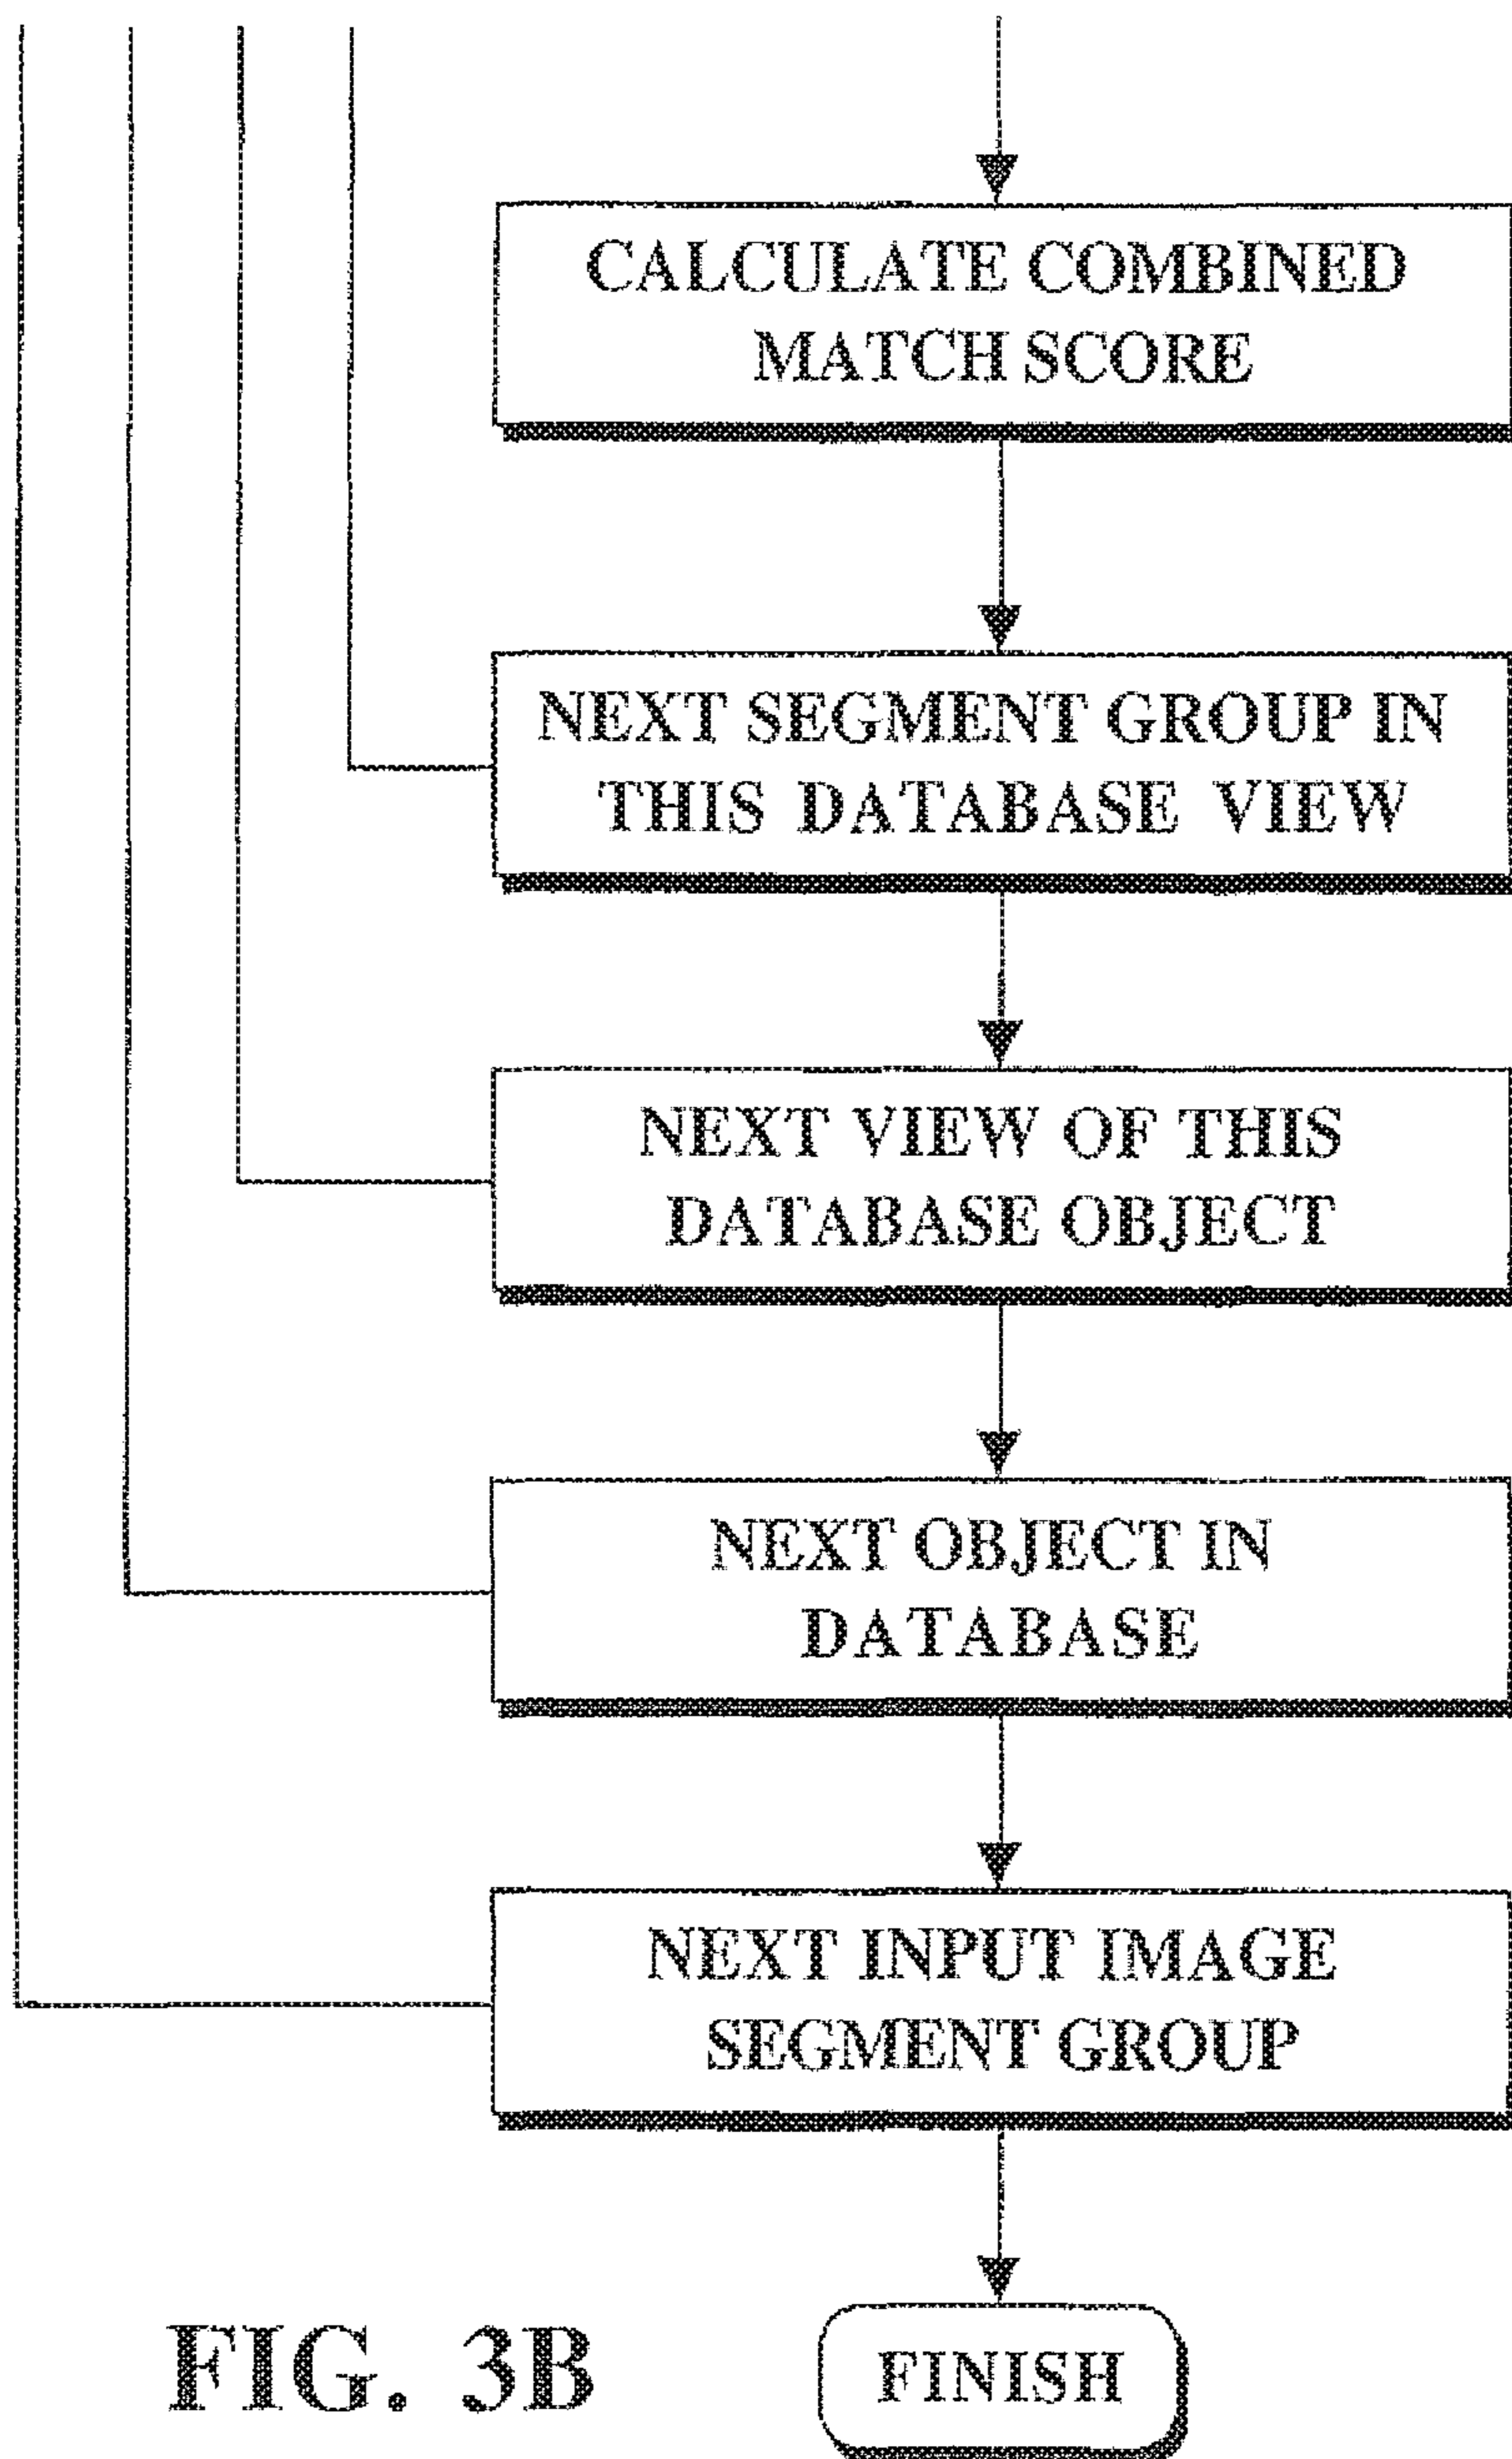 CALCULATE COMBINED
MATCH SCORE
NEXT SEGMENT GROUP IN
THIS DATABASE VIEW
NEXT VIEW OF THIS
DATABASE OBJECT
NEXT OBJECT IN
DATABASE
NEXT INPUT IMAGE
SEGMENT GROUP
FINISH
FIG. 3B